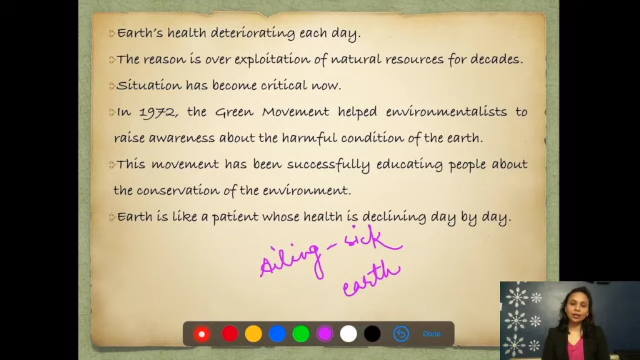 Earth's health deteriorating each day.
The reason is over exploitation of natural resources for decades.
Situation has become critical now.
In 1972, the Green Movement helped environmentalists to
raise awareness about the harmful condition of the earth.
This movement has been successfully educating people about
the conservation of the environment.
Earth is like a patient whose health is declining day by day.
Ailing - sick
earth
Done